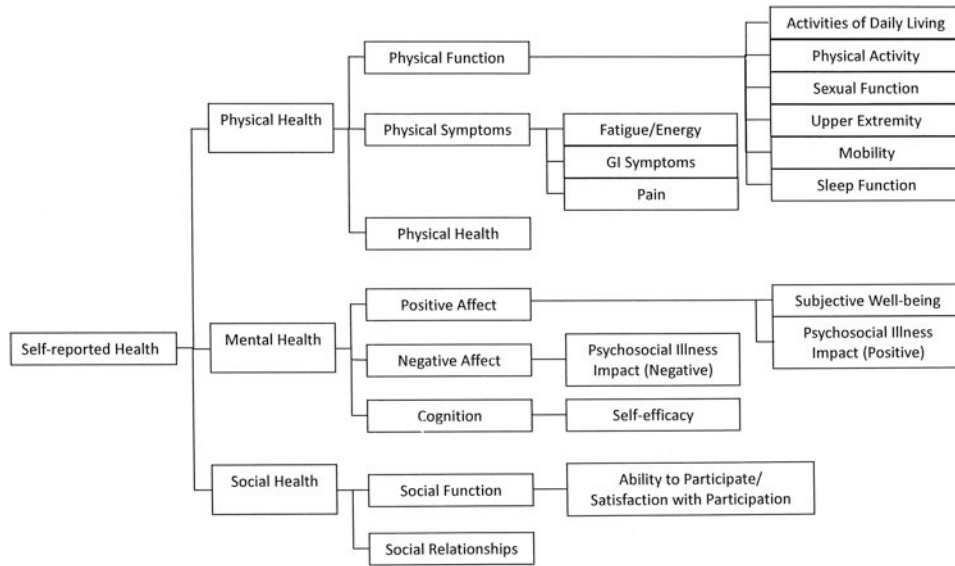 Activities of Daily Living
Physical Function
Physical Activity
Sexual Function
Physical Health
Physical Symptoms
Fatigue/Energy
Upper Extremity
GI Symptoms
Mobility
Pain
Sleep Function
Physical Health
Positive Affect
Subjective Well-being
Self-reported Health
Mental Health
Negative Affect
Psychosocial Illness
Impact (Negative)
Psychosocial Illness
Impact (Positive)
Cognition
Self-efficacy
Social Health
Social Function
Ability to Participate/
Satisfaction with Participation
Social Relationships